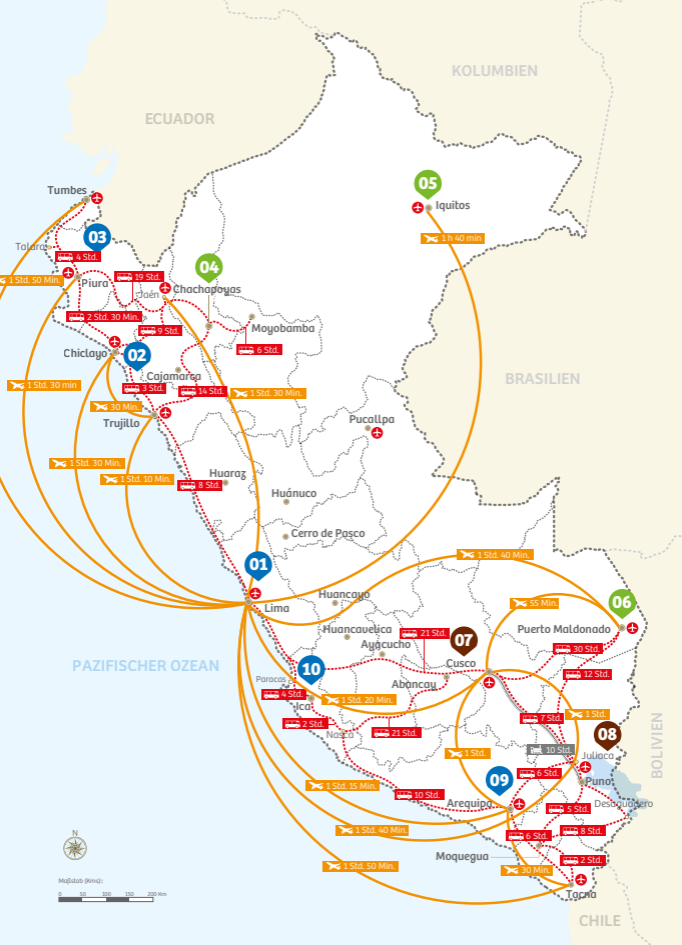 KOLUMBIEN
ECUADOR
05
Tumbes
Iquitos
1 h 40 min
03
Talara
4 Std.
04
1 Std. 50 Min.
Piura
19 Std.
Jaén
Chachapoyas
2 Std. 30 Min.
9 Std.
Moyobamba
Chiclayo
02
6 Std.
Cajamarca
BRASILIEN
1 Std. 30 min
3 Std.
14 Std.
1 Std. 30 Min.
30 Min.
Trujillo
Pucallpa
1 Std. 30 Min.
1 Std. 10 Min.
Huaraz
8 Std.
Huánuco
Cerro de Pasco
01
1 Std. 40 Min.
Lima
Huancayo
55 Min.
06
Huancavelica
21 Std.
Puerto Maldonado
Ayacucho
07
30 Std.
PAZIFISCHER OZEAN
10
Cusco
12 Std.
Paracas
Abancay
4 Std.
1 Std. 20 Min.
Ica
2 Std.
7 Std.
1 Std.
Nasca
21 Std.
08
1 Std.
10 Std.
BOLIVIEN
Juliaca
09
6 Std.
Puno
1 Std. 15 Min.
10 Std.
Arequipa
Desaguadero
5 Std.
1 Std. 40 Min.
6 Std.
8 Std.
N
Moquegua
2 Std.
1 Std. 50 Min.
30 Min.
Maßstab (Kms):
0 50 100 150 200 Km
Tacna
CHILE